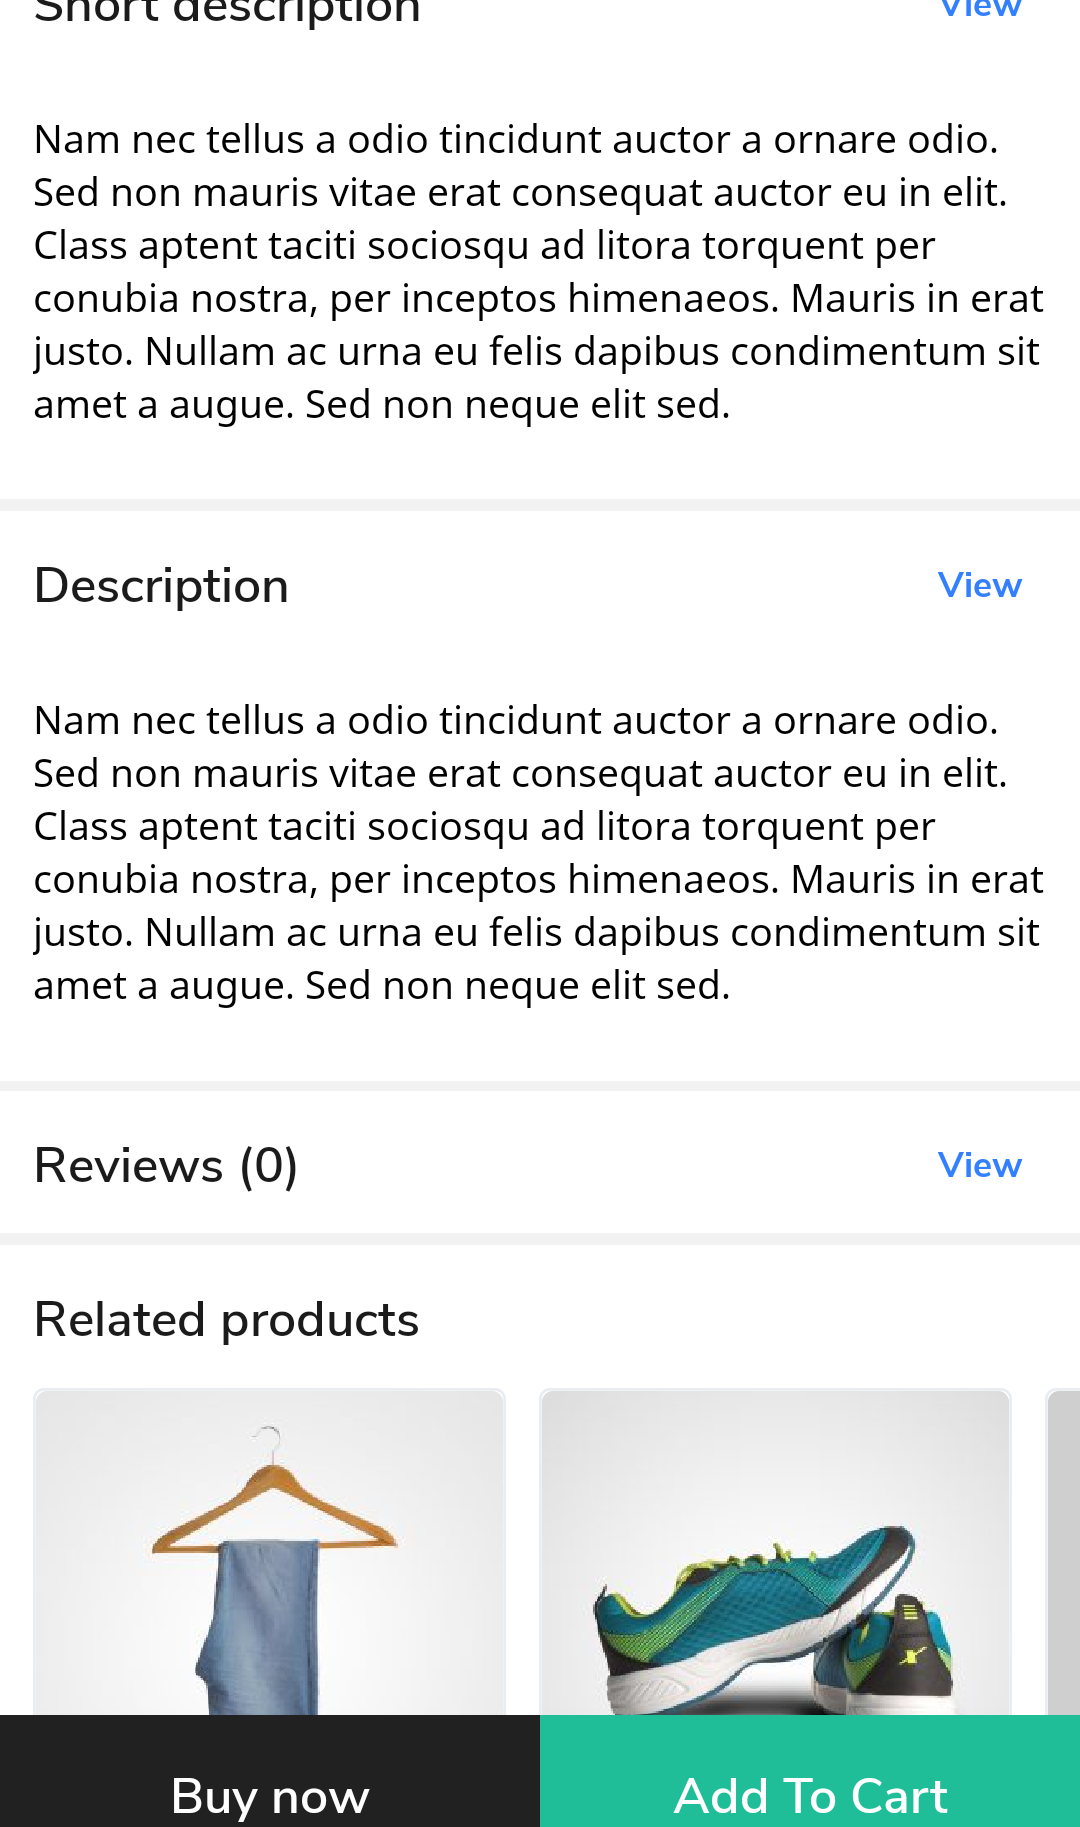 Short description
View
Nam nec tellus a odio tincidunt auctor a ornare odio.
Sed non mauris vitae erat consequat auctor eu in elit.
Class aptent taciti sociosqu ad litora torquent per
conubia nostra, per inceptos himenaeos. Mauris in erat
justo. Nullam ac urna eu felis dapibus condimentum sit
amet a augue. Sed non neque elit sed.
Description
View
Nam nec tellus a odio tincidunt auctor a ornare odio.
Sed non mauris vitae erat consequat auctor eu in elit.
Class aptent taciti sociosqu ad litora torquent per
conubia nostra, per inceptos himenaeos. Mauris in erat
justo. Nullam ac urna eu felis dapibus condimentum sit
amet a augue. Sed non neque elit sed.
Reviews (0)
View
Related products
Buy now
Add To Cart